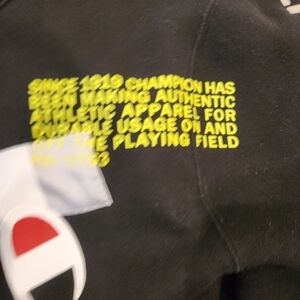 SINCE 1919 CHAMPION HAS
BEEN MAKING AUTHENTIC
ATHLETIC APPAREL FOR
DURABLE USAGE ON AND
OFF THE PLAYING FIELD